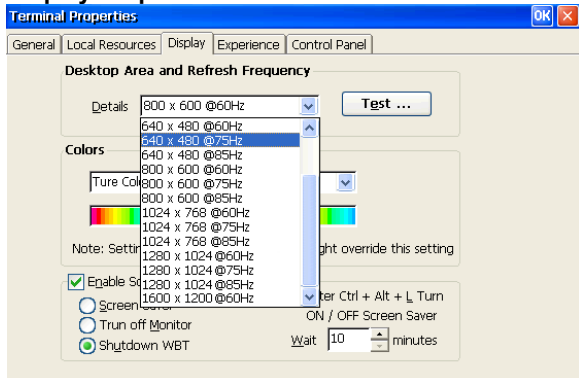 Terminal Properties OK
General Local Resources Display Experience Control Panel
Desktop Area and Refresh Frequency
Details 800 x 600 @60Hz Test ...
640 x 480 @60Hz
640 x 480 @75Hz
640 x 480 @85Hz
800 x 600 @60Hz
800 x 600 @75Hz
800 x 600 @85Hz
1024 x 768 @60Hz
1024 x 768 @75Hz
1024 x 768 @85Hz
1280 x 1024 @60Hz
1280 x 1024 @75Hz
1280 x 1024 @85Hz
1600 x 1200 @60Hz
Colors
Ture
Note: override this setting
Enable Ctrl + Alt + L Turn
Screen ON / OFF Screen Saver
Trun off Monitor
Shutdown WBT Wait 10 minutes